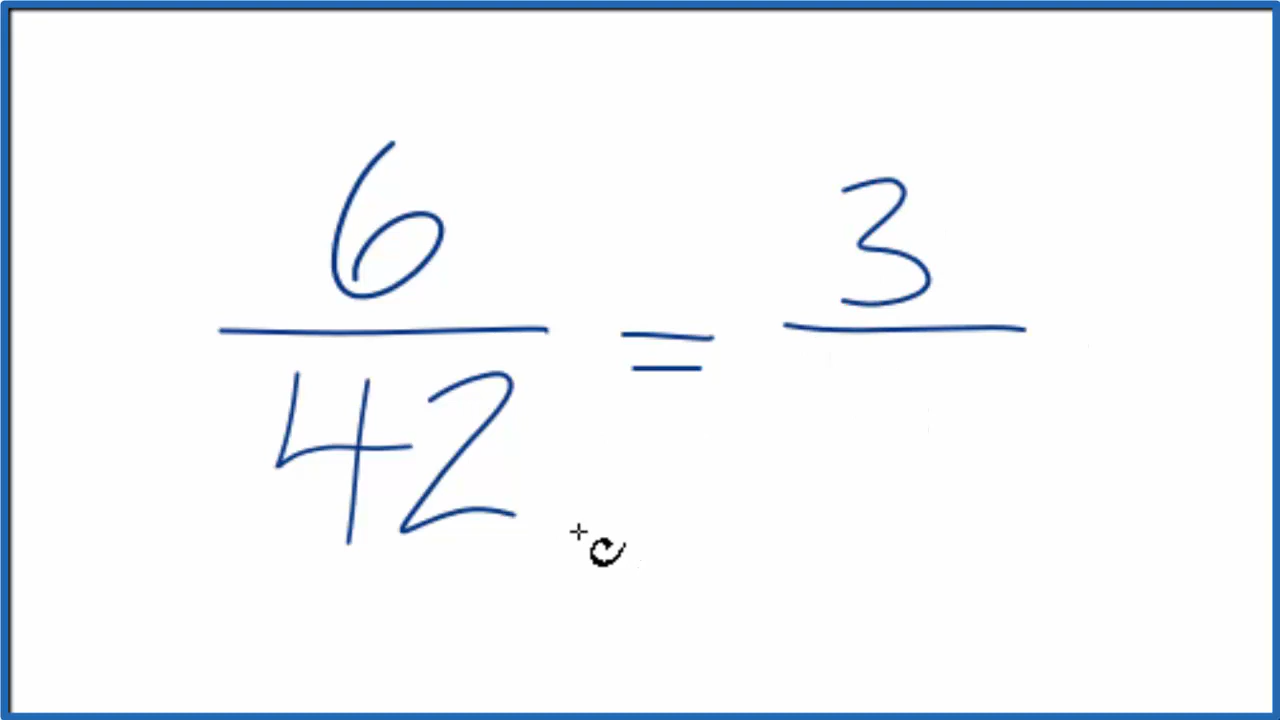 6/42 = 3/